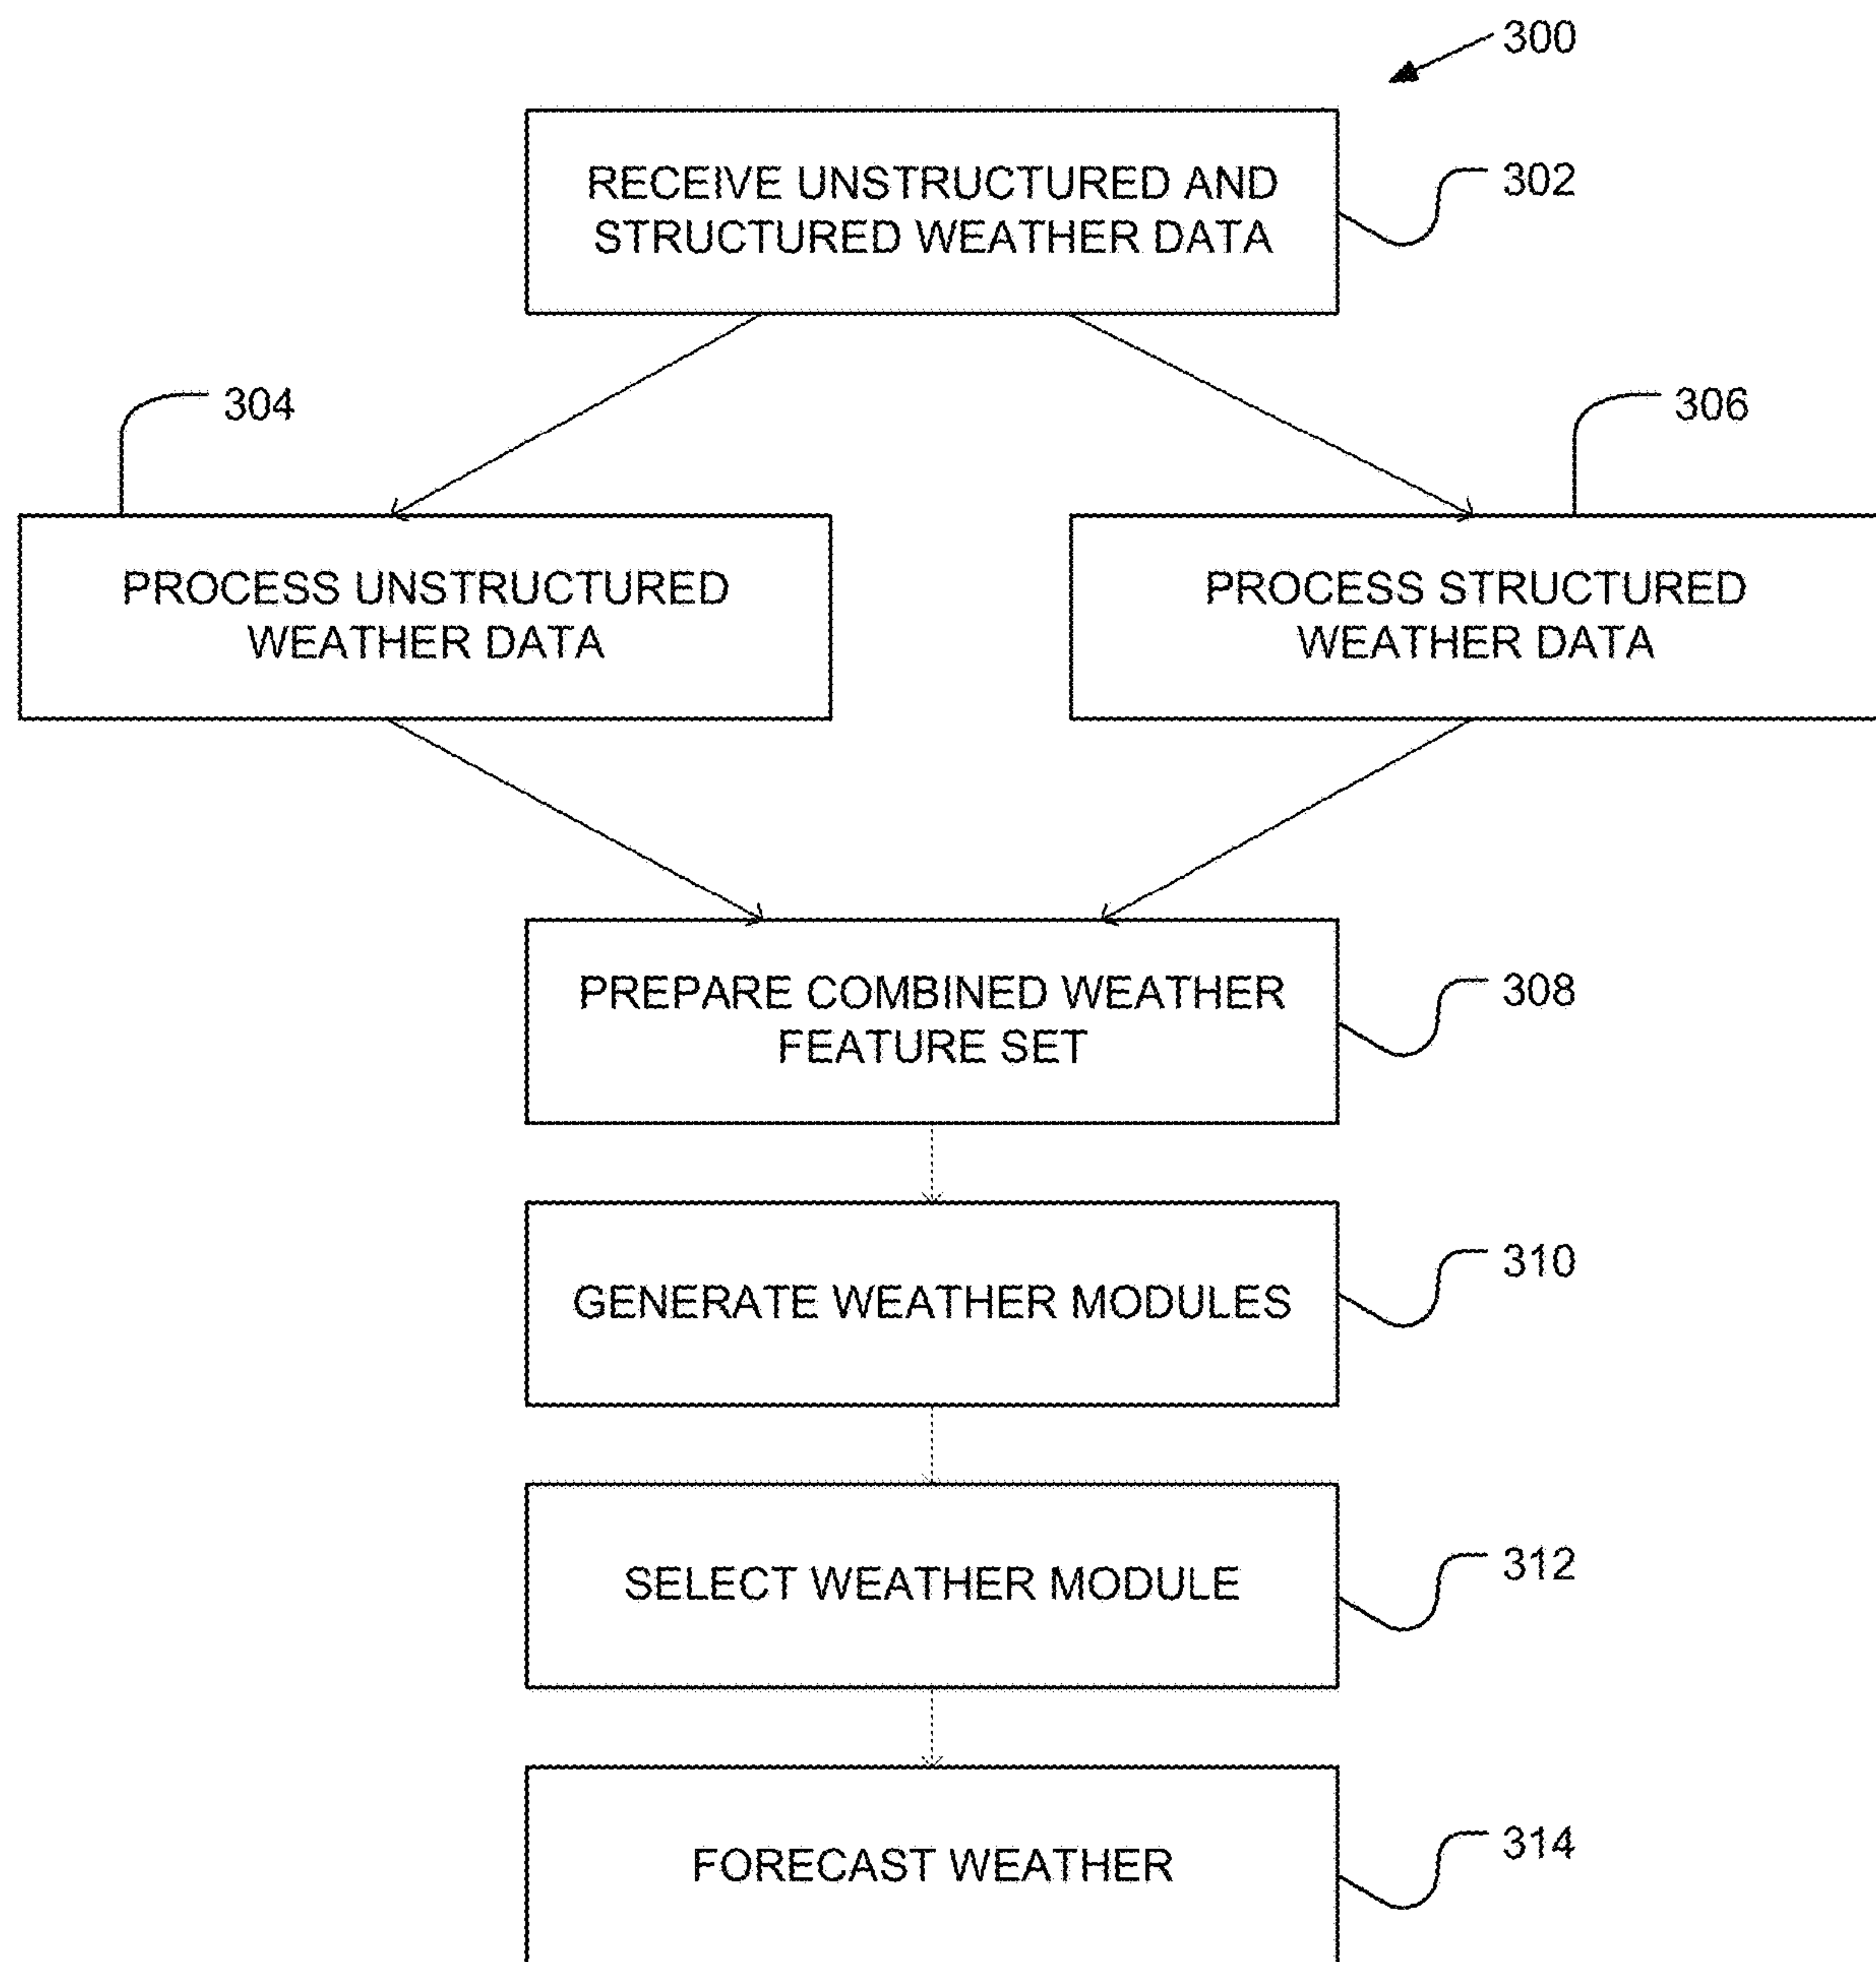 300
RECEIVE UNSTRUCTURED AND
STRUCTURED WEATHER DATA
302
304
306
PROCESS UNSTRUCTURED
WEATHER DATA
PROCESS STRUCTURED
WEATHER DATA
PREPARE COMBINED WEATHER
FEATURE SET
308
GENERATE WEATHER MODULES
310
SELECT WEATHER MODULE
312
FORECAST WEATHER
314